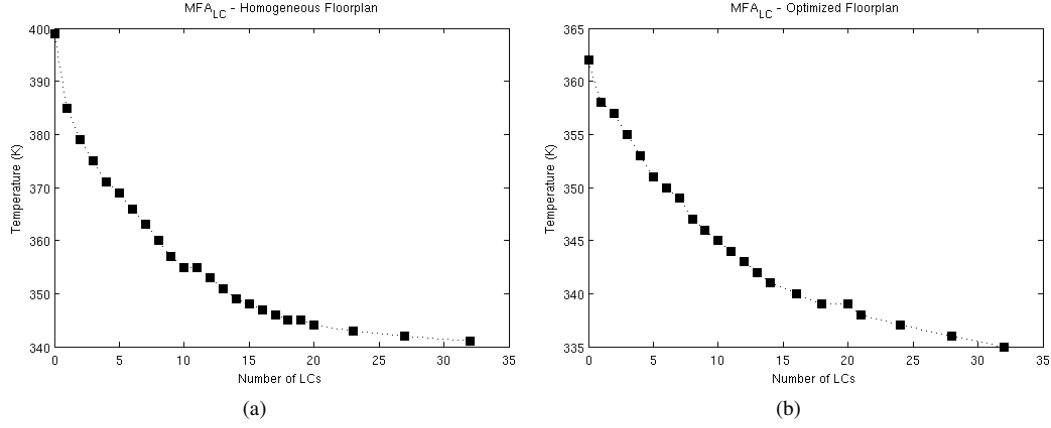 MFA_LC - Homogeneous Floorplan
400
390
380
370
360
350
340
Temperature (K)
0 5 10 15 20 25 30 35
Number of LCs
(a)
MFA_LC - Optimized Floorplan
365
360
355
350
345
340
335
Temperature (K)
0 5 10 15 20 25 30 35
Number of LCs
(b)